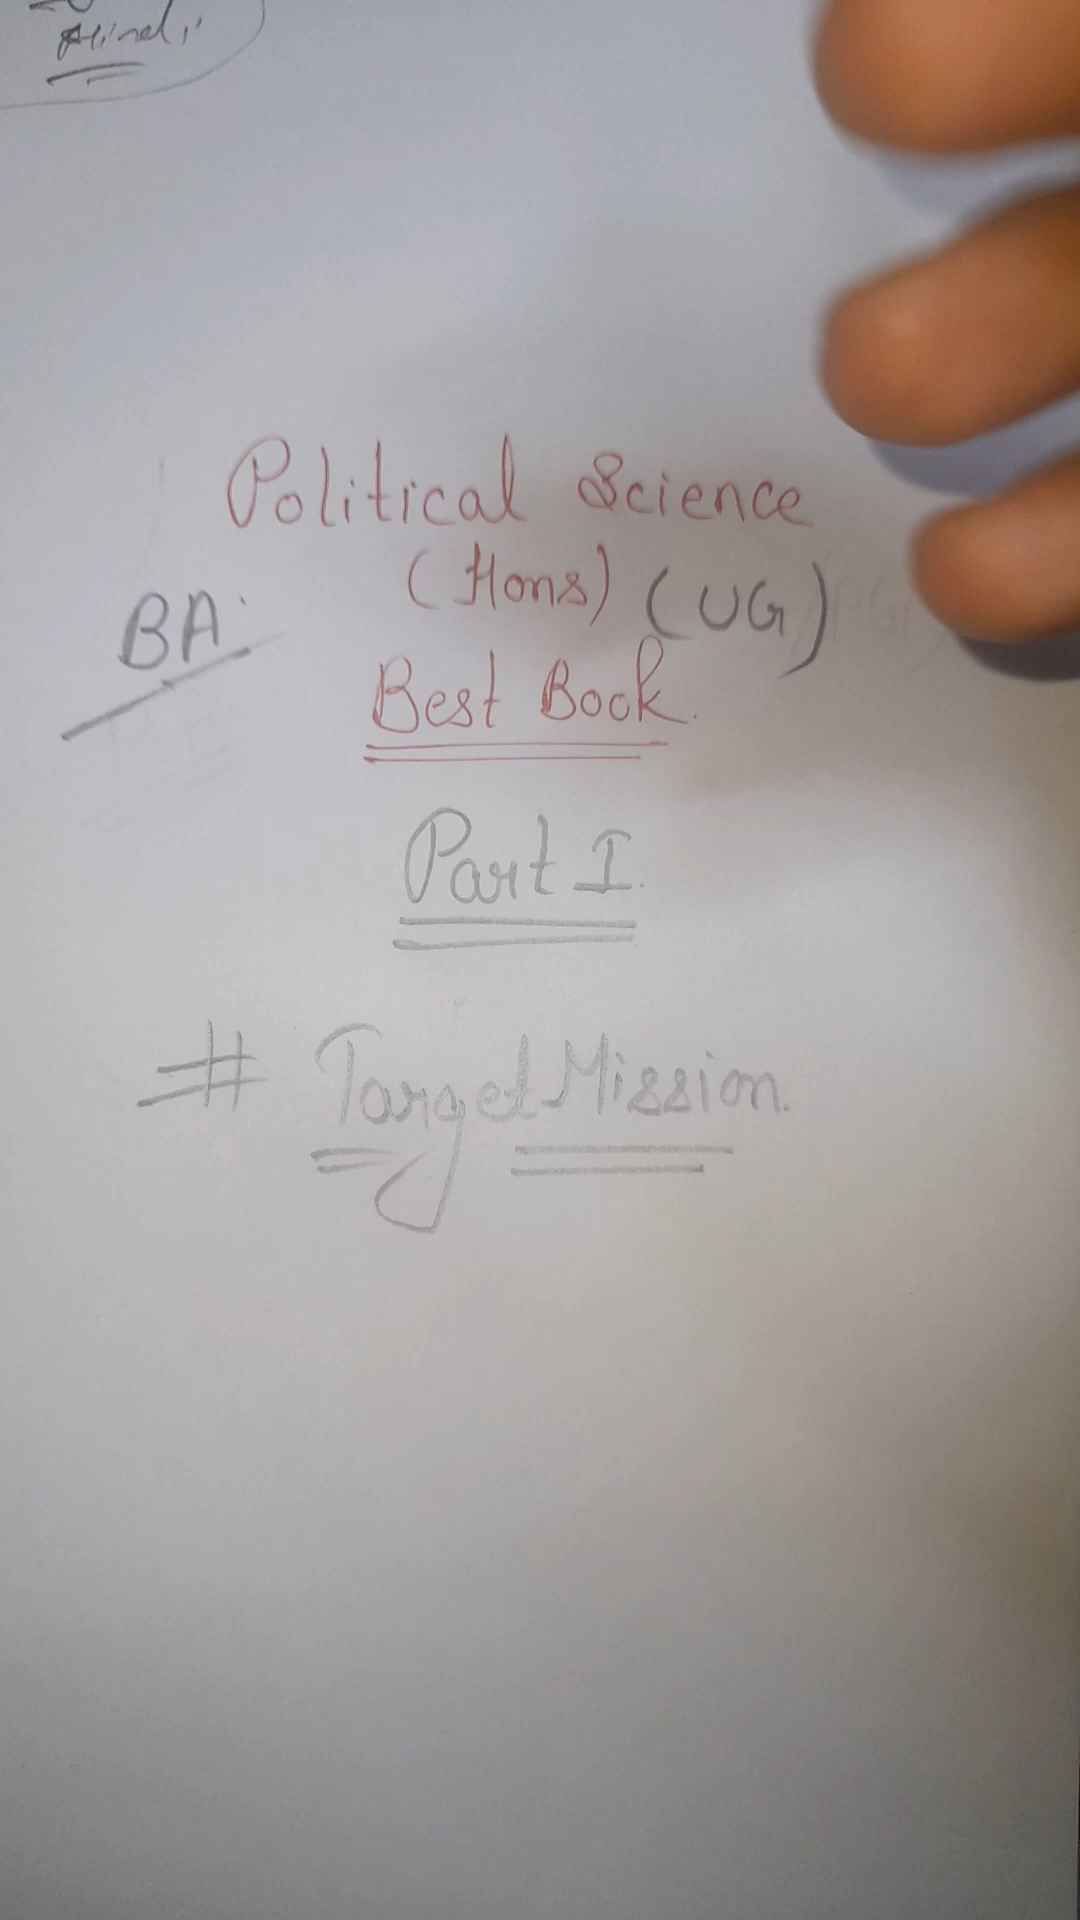 Hindi
Political Science
(Hons) (UG)
BA.
Best Book.
Part I.
# Target Mission.